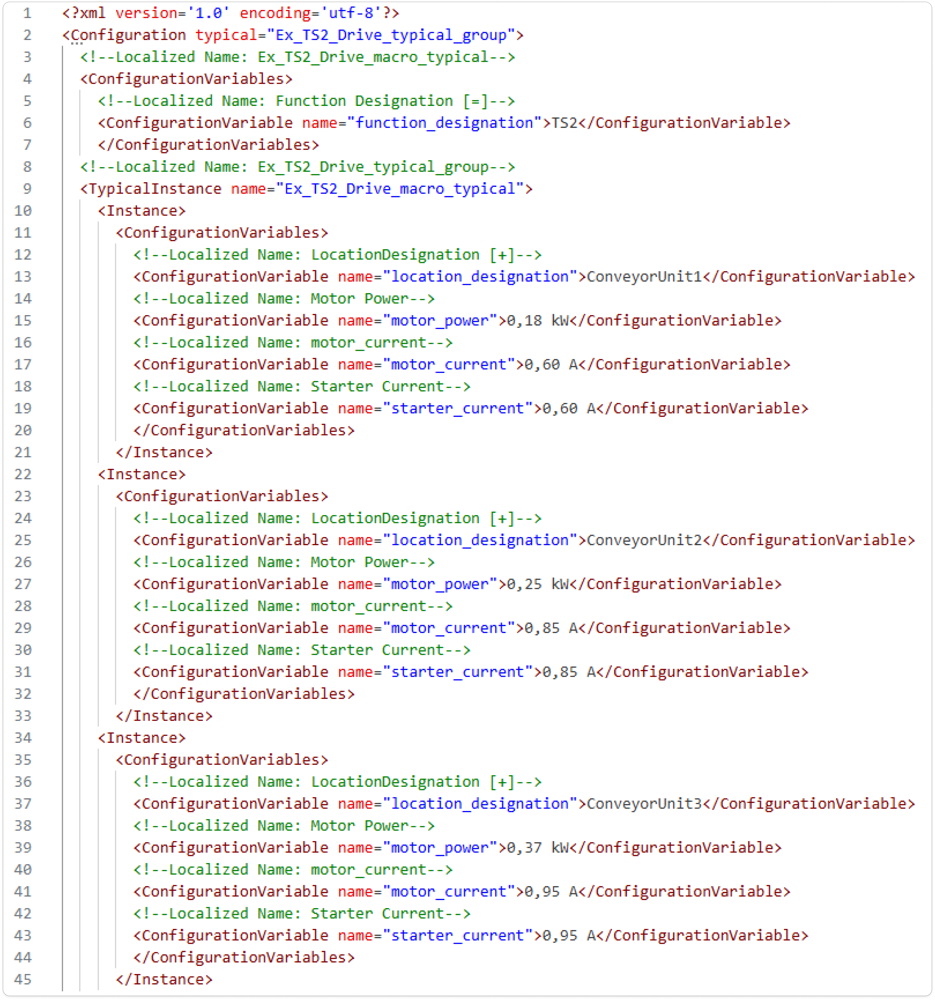 1 <?xml version='1.0' encoding='utf-8'?>
2 <Configuration typical="Ex_TS2_Drive_typical_group">
3 <!--Localized Name: Ex_TS2_Drive_macro_typical-->
4 <ConfigurationVariables>
5 <!--Localized Name: Function Designation [=]-->
6 <ConfigurationVariable name="function_designation">TS2</ConfigurationVariable>
7 </ConfigurationVariables>
8 <!--Localized Name: Ex_TS2_Drive_typical_group-->
9 <TypicalInstance name="Ex_TS2_Drive_macro_typical">
10 <Instance>
11 <ConfigurationVariables>
12 <!--Localized Name: LocationDesignation [+]-->
13 <ConfigurationVariable name="location_designation">ConveyorUnit1</ConfigurationVariable>
14 <!--Localized Name: Motor Power-->
15 <ConfigurationVariable name="motor_power">0,18 kW</ConfigurationVariable>
16 <!--Localized Name: motor_current-->
17 <ConfigurationVariable name="motor_current">0,60 A</ConfigurationVariable>
18 <!--Localized Name: Starter Current-->
19 <ConfigurationVariable name="starter_current">0,60 A</ConfigurationVariable>
20 </ConfigurationVariables>
21 </Instance>
22 <Instance>
23 <ConfigurationVariables>
24 <!--Localized Name: LocationDesignation [+]-->
25 <ConfigurationVariable name="location_designation">ConveyorUnit2</ConfigurationVariable>
26 <!--Localized Name: Motor Power-->
27 <ConfigurationVariable name="motor_power">0,25 kW</ConfigurationVariable>
28 <!--Localized Name: motor_current-->
29 <ConfigurationVariable name="motor_current">0,85 A</ConfigurationVariable>
30 <!--Localized Name: Starter Current-->
31 <ConfigurationVariable name="starter_current">0,85 A</ConfigurationVariable>
32 </ConfigurationVariables>
33 </Instance>
34 <Instance>
35 <ConfigurationVariables>
36 <!--Localized Name: LocationDesignation [+]-->
37 <ConfigurationVariable name="location_designation">ConveyorUnit3</ConfigurationVariable>
38 <!--Localized Name: Motor Power-->
39 <ConfigurationVariable name="motor_power">0,37 kW</ConfigurationVariable>
40 <!--Localized Name: motor_current-->
41 <ConfigurationVariable name="motor_current">0,95 A</ConfigurationVariable>
42 <!--Localized Name: Starter Current-->
43 <ConfigurationVariable name="starter_current">0,95 A</ConfigurationVariable>
44 </ConfigurationVariables>
45 </Instance>